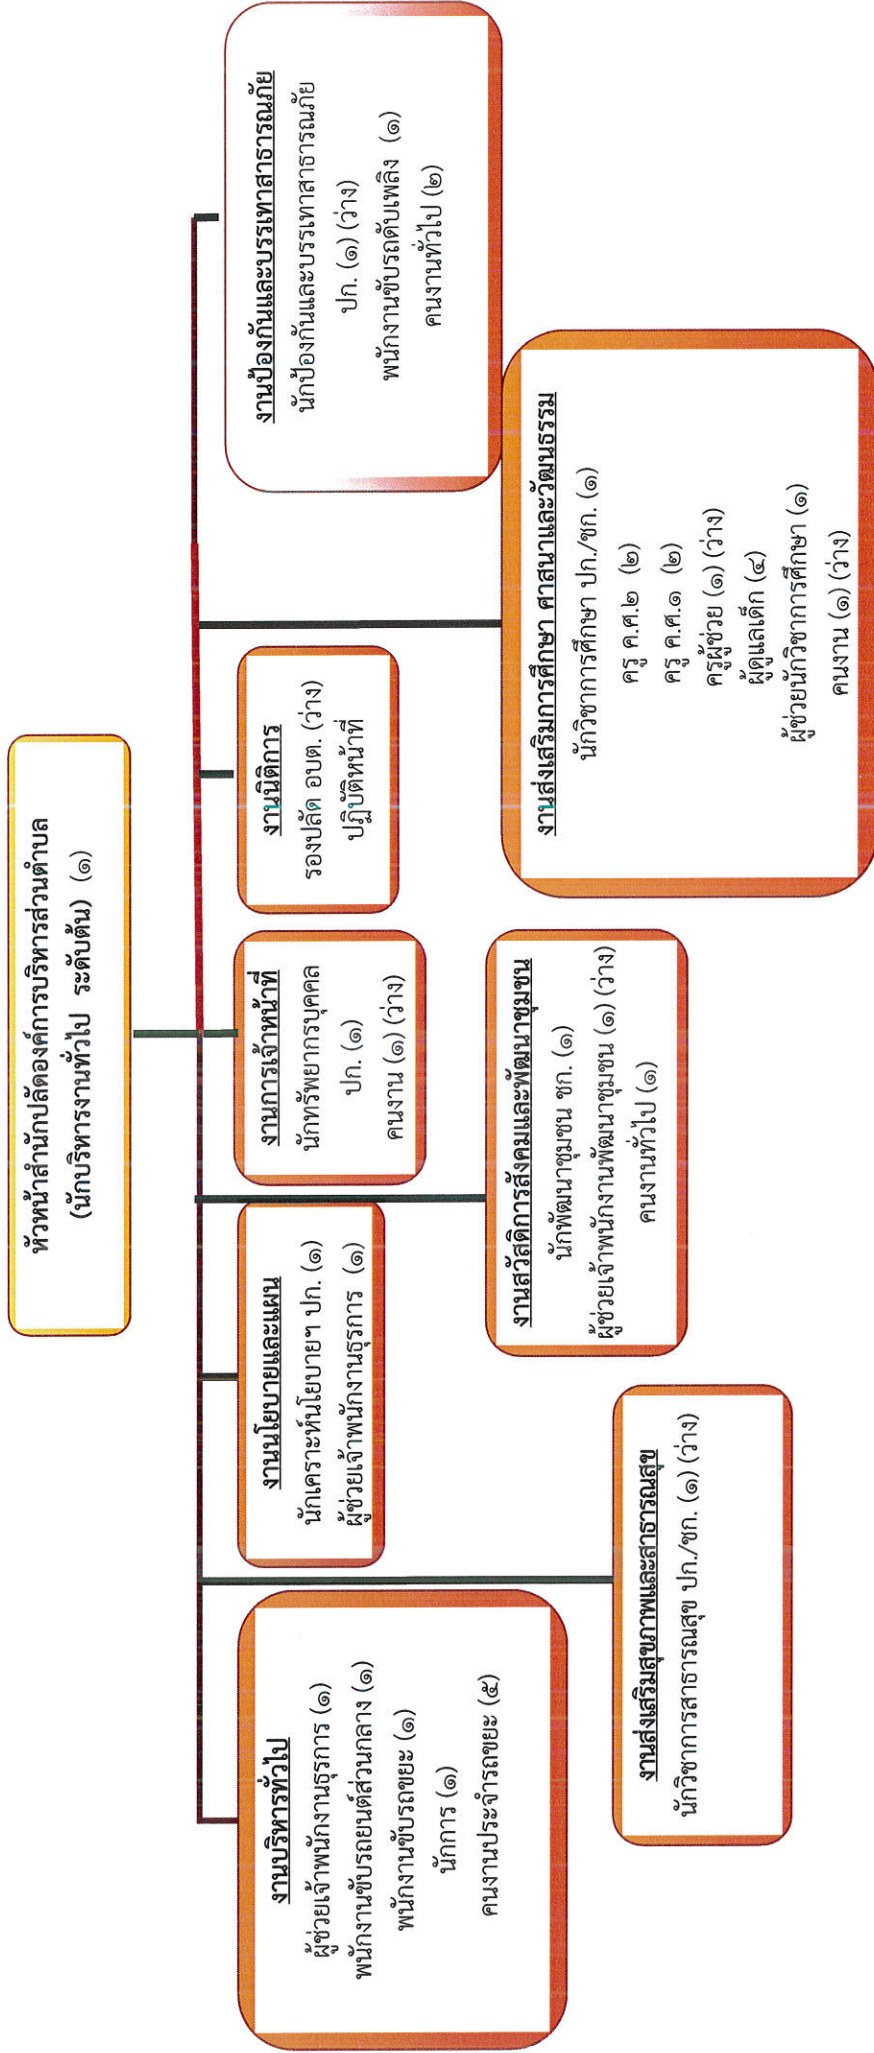 หัวหน้าสำนักปลัดองค์การบริหารส่วนตำบล
(นักบริหารงานทั่วไป ระดับต้น) (๑)
งานบริหารทั่วไป
ผู้ช่วยเจ้าพนักงานธุรการ (๑)
พนักงานขับรถยนต์ส่วนกลาง (๑)
พนักงานขับรถขยะ (๑)
นักการ (๑)
คนงานประจำรถขยะ (๕)
งานนโยบายและแผน
นักเคราะห์นโยบายฯ ปก. (๑)
ผู้ช่วยเจ้าพนักงานธุรการ (๑)
งานการเจ้าหน้าที่
นักทรัพยากรบุคคล
ปก. (๑)
คนงาน (๑) (ว่าง)
งานนิติการ
รองปลัด อบต. (ว่าง)
ปฏิบัติหน้าที่
งานป้องกันและบรรเทาสาธารณภัย
นักป้องกันและบรรเทาสาธารณภัย
ปก. (๑) (ว่าง)
พนักงานขับรถดับเพลิง (๑)
คนงานทั่วไป (๒)
งานส่งเสริมสุขภาพและสาธารณสุข
นักวิชาการสาธารณสุข ปก./ชก. (๑) (ว่าง)
งานสวัสดิการสังคมและพัฒนาชุมชน
นักพัฒนาชุมชน ชก. (๑)
ผู้ช่วยเจ้าพนักงานพัฒนาชุมชน (๑) (ว่าง)
คนงานทั่วไป (๑)
งานส่งเสริมการศึกษา ศาสนาและวัฒนธรรม
นักวิชาการศึกษา ปก./ชก. (๑)
ครู ค.ศ.๒ (๒)
ครู ค.ศ.๑ (๒)
ครูผู้ช่วย (๑) (ว่าง)
ผู้ดูแลเด็ก (๔)
ผู้ช่วยนักวิชาการศึกษา (๑)
คนงาน (๑) (ว่าง)